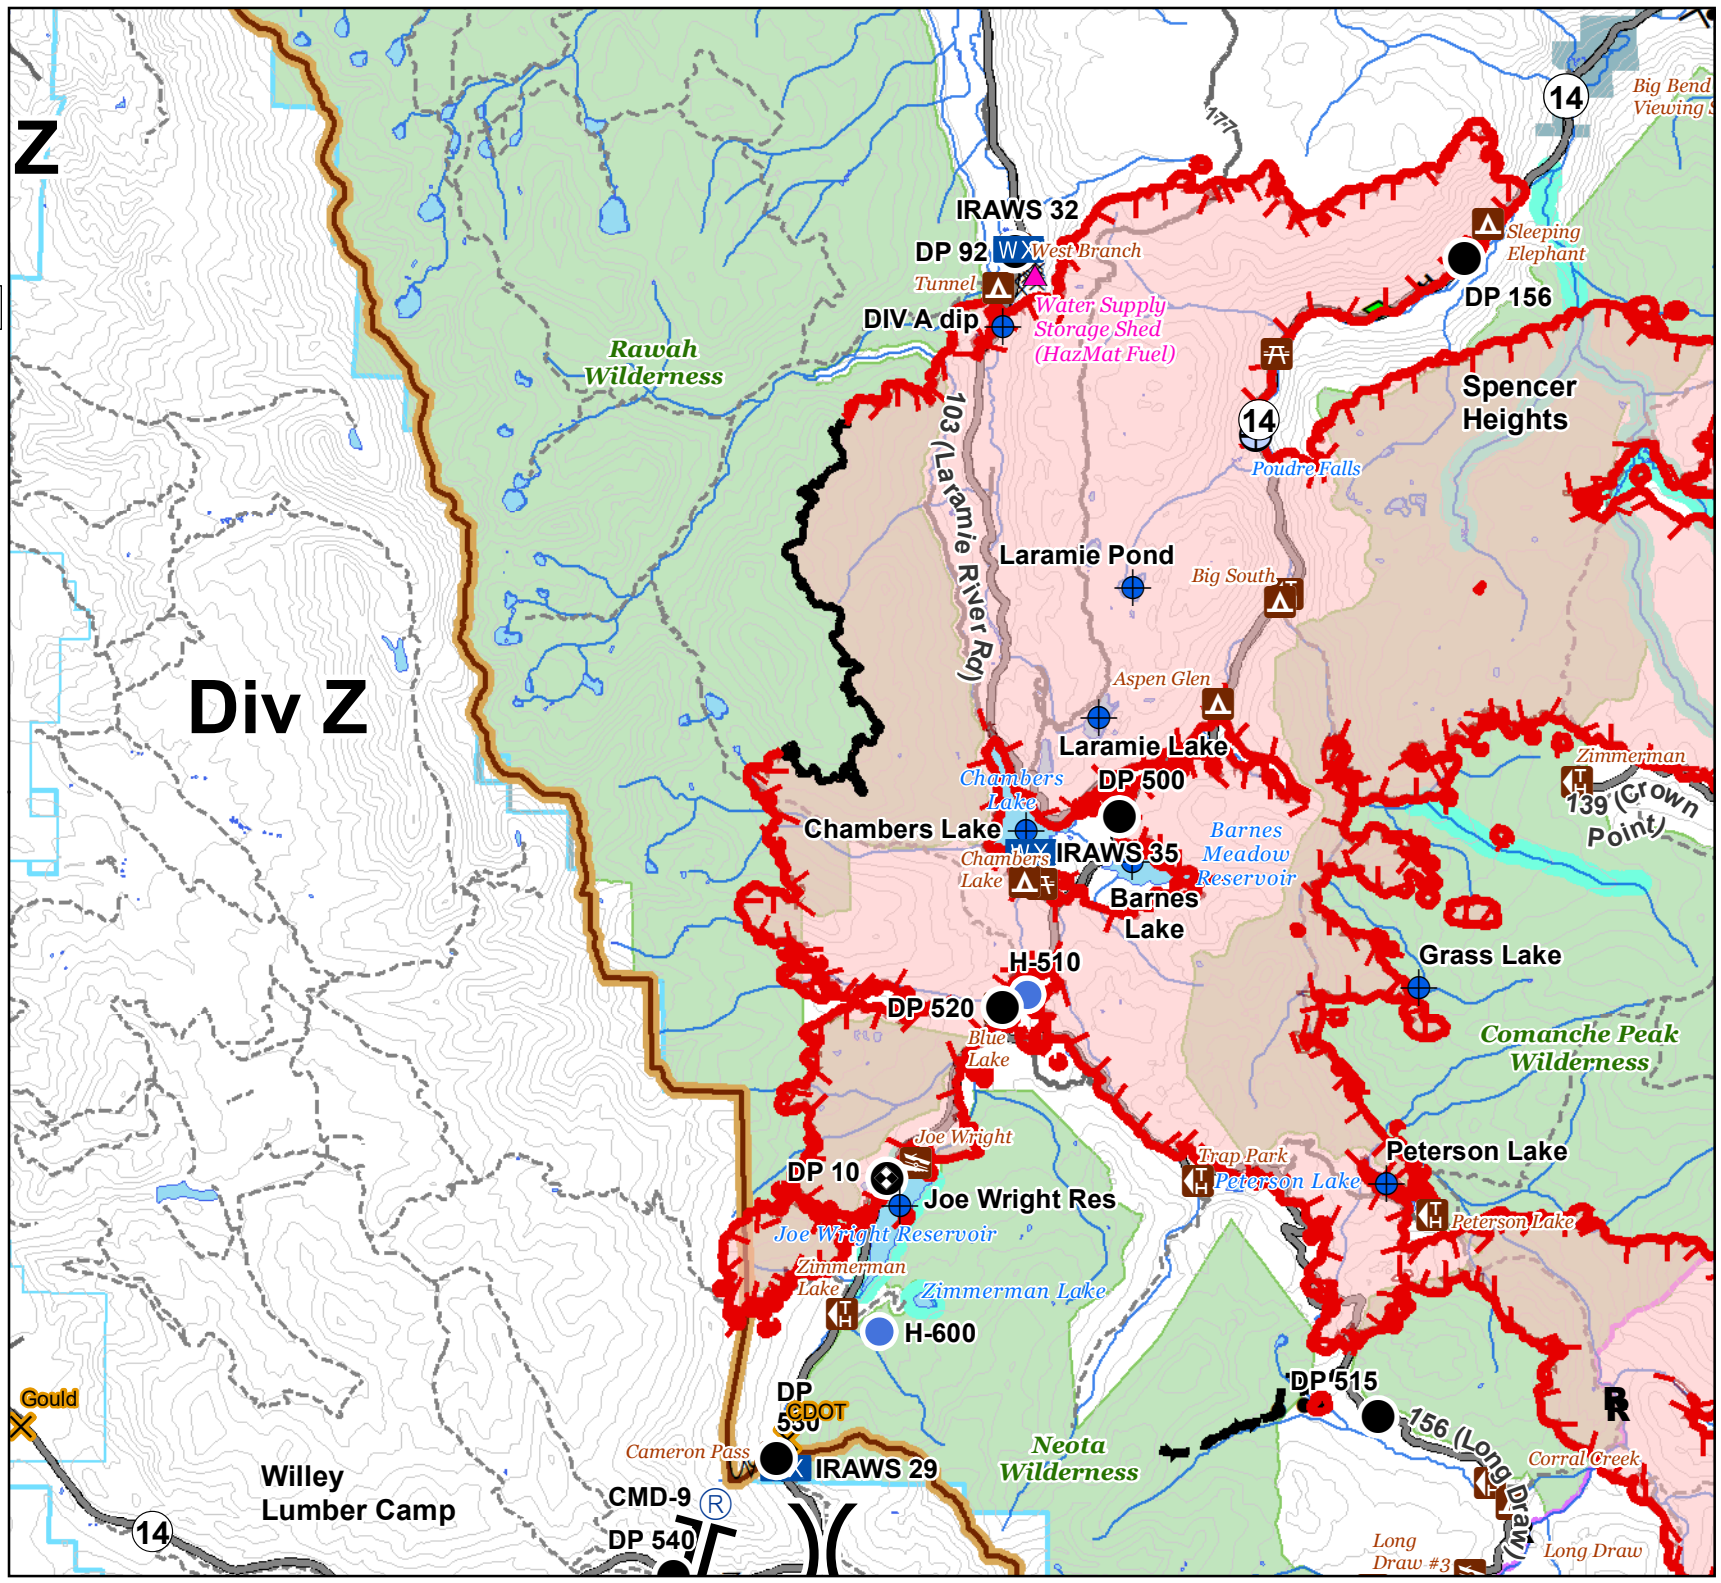 14
Big Bend
Viewing S
Z
177
IRAWS 32
DP 92
WX
West Branch
Sleeping
Elephant
Tunnel
DP 156
Water Supply
Storage Shed
(HazMat Fuel)
DIV A dip
Rawah
Wilderness
Spencer
Heights
14
103 (Laramie River Rd)
Poudre Falls
Laramie Pond
Big South
Aspen Glen
Div Z
Laramie Lake
Zimmerman
Chambers
Lake
DP 500
139 (Crown
Point)
Chambers Lake
Barnes
Meadow
Reservoir
WX
IRAWS 35
Chambers
Lake
Barnes
Lake
H-510
Grass Lake
DP 520
Blue
Lake
Comanche Peak
Wilderness
Joe Wright
Peterson Lake
Trap Park
TH
DP 10
Peterson Lake
Joe Wright Res
TH
Peterson Lake
Joe Wright Reservoir
Zimmerman
Lake
Zimmerman Lake
TH
H-600
DP 515
Gould
DP
530
CDOT
R
156 (Long Draw)
Cameron Pass
Neota
Wilderness
Corral Creek
IRAWS 29
Willey
Lumber Camp
CMD-9
R
14
DP 540
Long
Draw #3
Long Draw